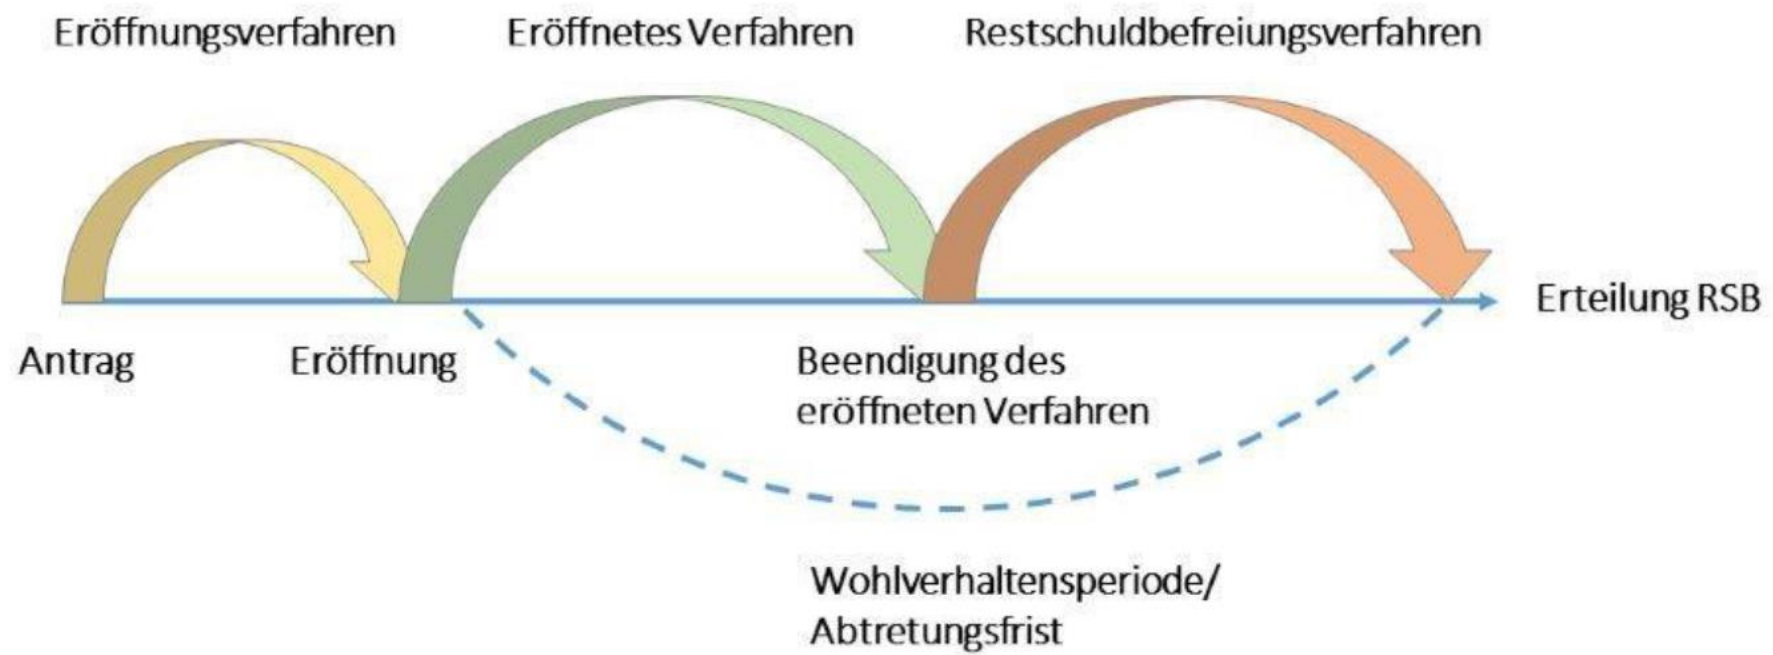 Eröffnungsverfahren
Eröffnetes Verfahren
Restschuldbefreiungsverfahren
Erteilung RSB
Antrag
Eröffnung
Beendigung des
eröffneten Verfahren
Wohlverhaltensperiode/
Abtretungsfrist